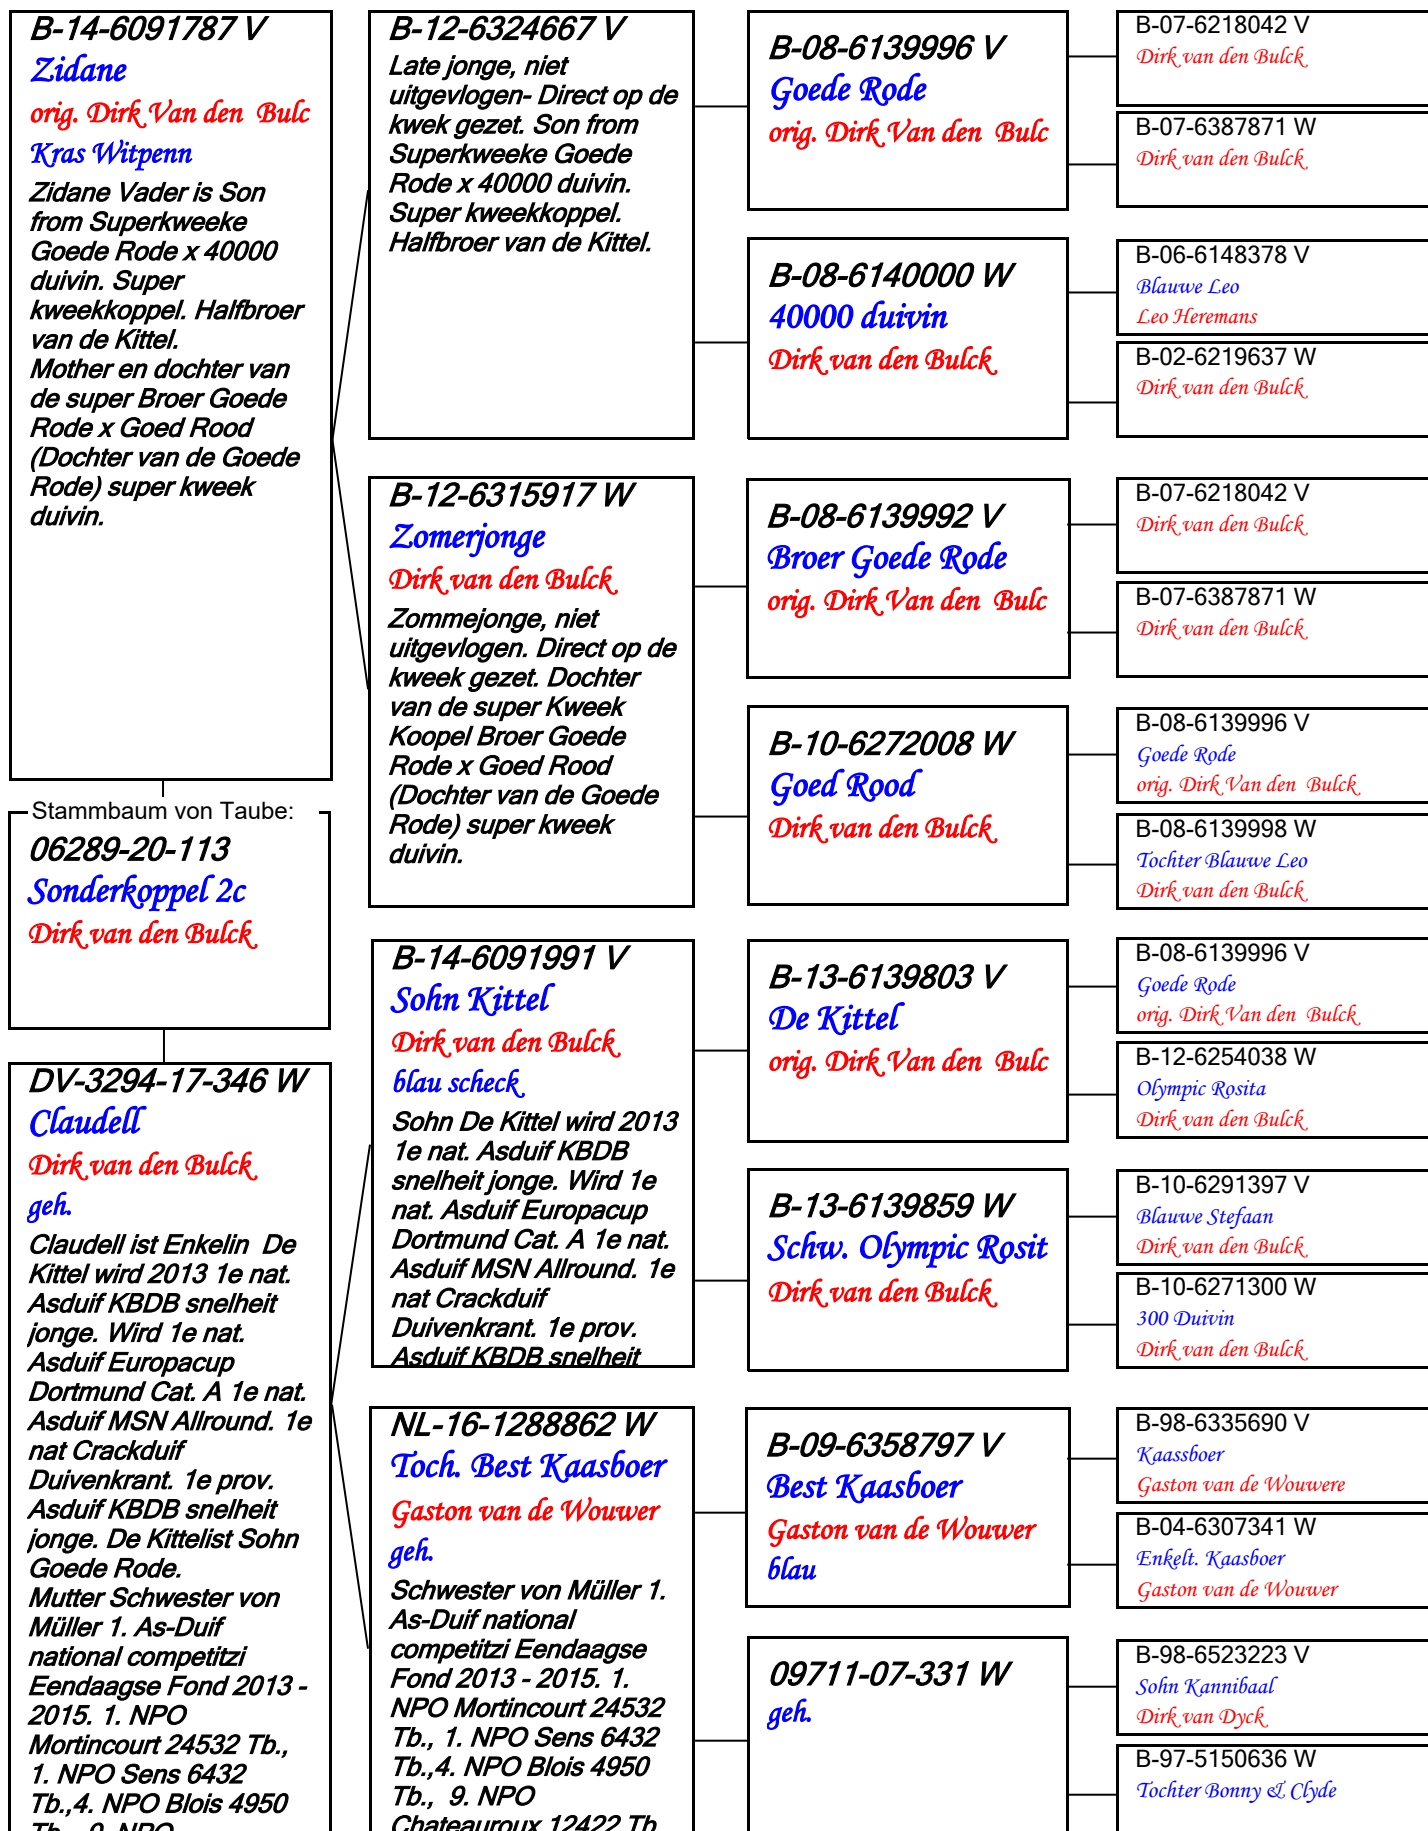 B-14-6091787 V
Zidane
orig. Dirk Van den  Bulc
Kras Witpenn
Zidane Vader is Son
from Superkweeke
Goede Rode x 40000
duivin. Super
kweekkoppel. Halfbroer
van de Kittel.
Mother en dochter van
de super Broer Goede
Rode x Goed Rood
(Dochter van de Goede
Rode) super kweek
duivin.
Stammbaum von Taube:
06289-20-113
Sonderkoppel 2c
Dirk van den Bulck
DV-3294-17-346 W
Claudell
Dirk van den Bulck
geh.
Claudell ist Enkelin  De
Kittel wird 2013 1e nat.
Asduif KBDB snelheit
jonge. Wird 1e nat.
Asduif Europacup
Dortmund Cat. A 1e nat.
Asduif MSN Allround. 1e
nat Crackduif
Duivenkrant. 1e prov.
Asduif KBDB snelheit
jonge. De Kittelist Sohn
Goede Rode.
Mutter Schwester von
Müller 1. As-Duif
national competitzi
Eendaagse Fond 2013 -
2015. 1. NPO
Mortincourt 24532 Tb.,
1. NPO Sens 6432
Tb.,4. NPO Blois 4950
Tb.,  9. NPO
B-12-6324667 V
Late jonge, niet
uitgevlogen- Direct op de
kwek gezet. Son from
Superkweeke Goede
Rode x 40000 duivin.
Super kweekkoppel.
Halfbroer van de Kittel.
B-12-6315917 W
Zomerjonge
Dirk van den Bulck
Zommejonge, niet
uitgevlogen. Direct op de
kweek gezet. Dochter
van de super Kweek
Koopel Broer Goede
Rode x Goed Rood
(Dochter van de Goede
Rode) super kweek
duivin.
B-14-6091991 V
Sohn Kittel
Dirk van den Bulck
blau scheck
Sohn De Kittel wird 2013
1e nat. Asduif KBDB
snelheit jonge. Wird 1e
nat. Asduif Europacup
Dortmund Cat. A 1e nat.
Asduif MSN Allround. 1e
nat Crackduif
Duivenkrant. 1e prov.
Asduif KBDB snelheit
NL-16-1288862 W
Toch. Best Kaasboer
Gaston van de Wouwer
geh.
Schwester von Müller 1.
As-Duif national
competitzi Eendaagse
Fond 2013 - 2015. 1.
NPO Mortincourt 24532
Tb., 1. NPO Sens 6432
Tb.,4. NPO Blois 4950
Tb.,  9. NPO
Chateauroux 12422 Tb
B-08-6139996 V
Goede Rode
orig. Dirk Van den  Bulc
B-08-6140000 W
40000 duivin
Dirk van den Bulck
B-08-6139992 V
Broer Goede Rode
orig. Dirk Van den  Bulc
B-10-6272008 W
Goed Rood
Dirk van den Bulck
B-13-6139803 V
De Kittel
orig. Dirk Van den  Bulc
B-13-6139859 W
Schw. Olympic Rosit
Dirk van den Bulck
B-09-6358797 V
Best Kaasboer
Gaston van de Wouwer
blau
09711-07-331 W
geh.
B-07-6218042 V
Dirk van den Bulck
B-07-6387871 W
Dirk van den Bulck
B-06-6148378 V
Blauwe Leo
Leo Heremans
B-02-6219637 W
Dirk van den Bulck
B-07-6218042 V
Dirk van den Bulck
B-07-6387871 W
Dirk van den Bulck
B-08-6139996 V
Goede Rode
orig. Dirk Van den  Bulck
B-08-6139998 W
Tochter Blauwe Leo
Dirk van den Bulck
B-08-6139996 V
Goede Rode
orig. Dirk Van den  Bulck
B-12-6254038 W
Olympic Rosita
Dirk van den Bulck
B-10-6291397 V
Blauwe Stefaan
Dirk van den Bulck
B-10-6271300 W
300 Duivin
Dirk van den Bulck
B-98-6335690 V
Kaassboer
Gaston van de Wouwere
B-04-6307341 W
Enkelt. Kaasboer
Gaston van de Wouwer
B-98-6523223 V
Sohn Kannibaal
Dirk van Dyck
B-97-5150636 W
Tochter Bonny & Clyde